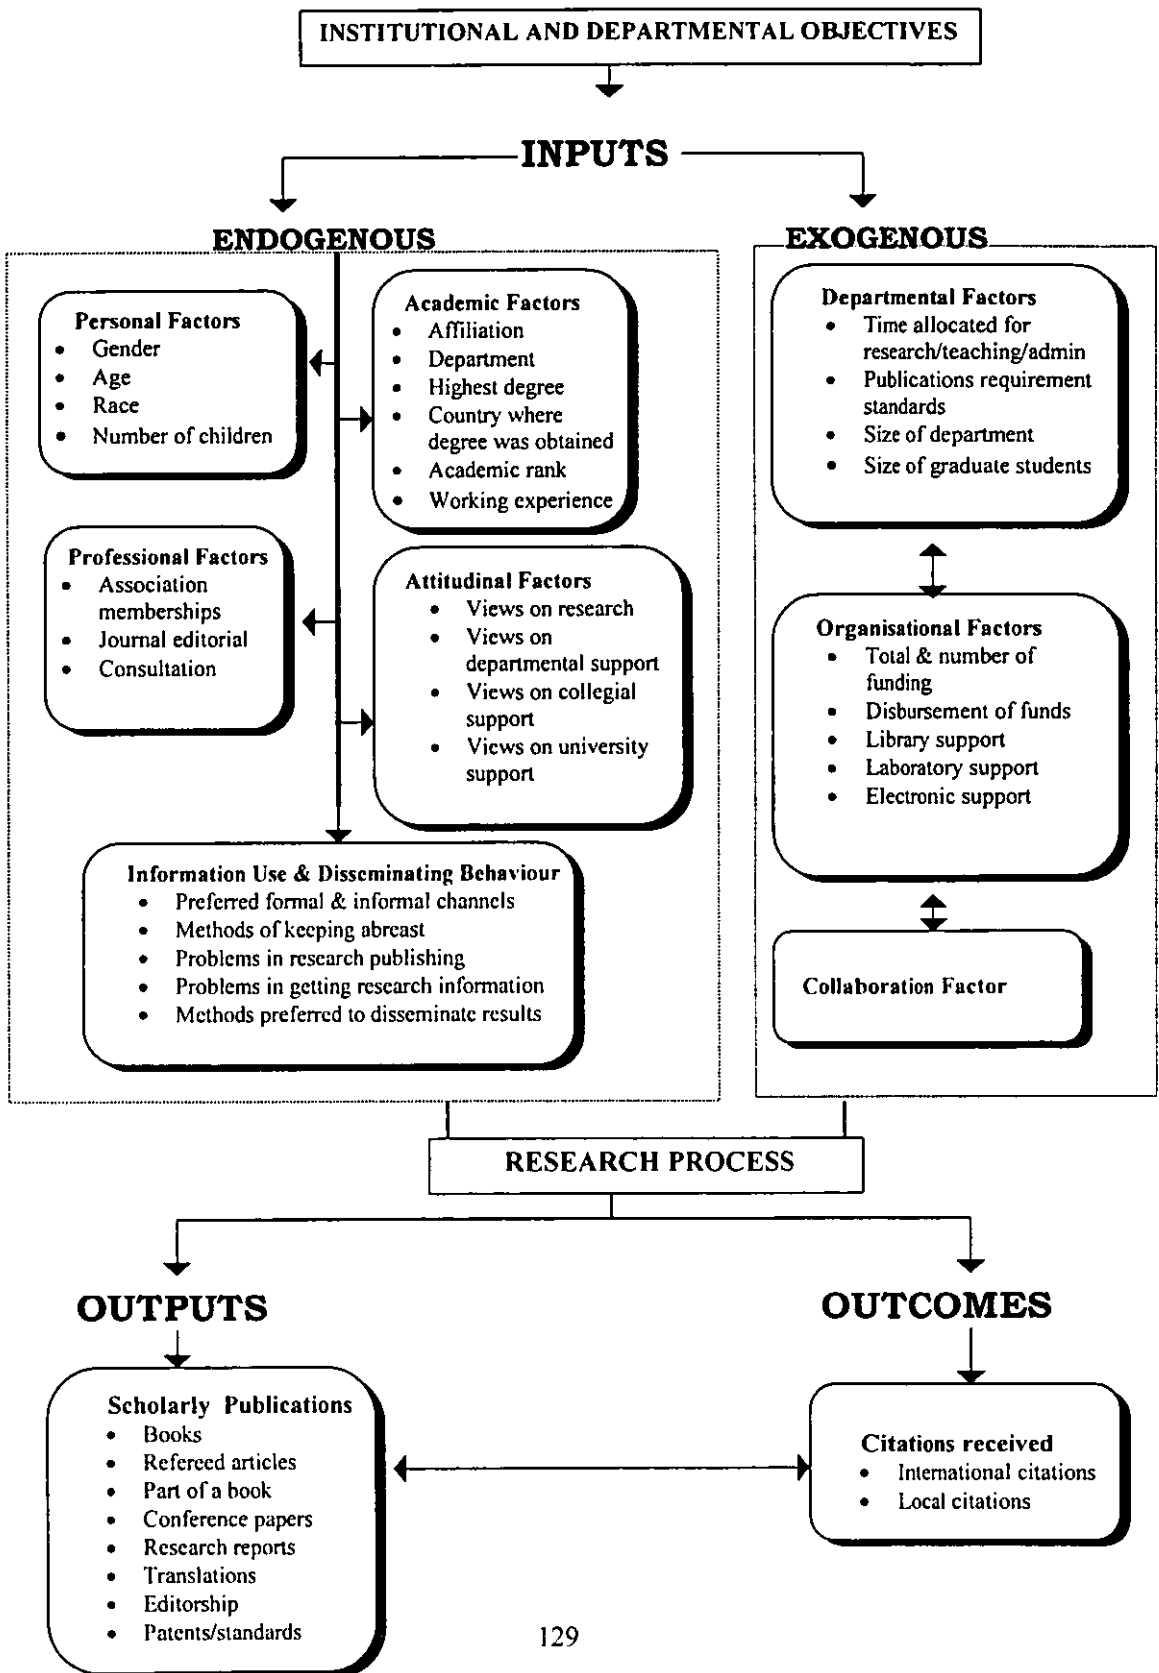 INSTITUTIONAL AND DEPARTMENTAL OBJECTIVES
INPUTS
ENDOGENOUS
Personal Factors
• Gender
• Age
• Race
• Number of children
Academic Factors
• Affiliation
• Department
• Highest degree
• Country where
degree was obtained
• Academic rank
• Working experience
Professional Factors
• Association
memberships
• Journal editorial
• Consultation
Attitudinal Factors
• Views on research
• Views on
departmental support
• Views on collegial
support
• Views on university
support
Information Use & Disseminating Behaviour
• Preferred formal & informal channels
• Methods of keeping abreast
• Problems in research publishing
• Problems in getting research information
• Methods preferred to disseminate results
EXOGENOUS
Departmental Factors
• Time allocated for
research/teaching/admin
• Publications requirement
standards
• Size of department
• Size of graduate students
Organisational Factors
• Total & number of
funding
• Disbursement of funds
• Library support
• Laboratory support
• Electronic support
Collaboration Factor
RESEARCH PROCESS
OUTPUTS
Scholarly Publications
• Books
• Refereed articles
• Part of a book
• Conference papers
• Research reports
• Translations
• Editorship
• Patents/standards
OUTCOMES
Citations received
• International citations
• Local citations
129